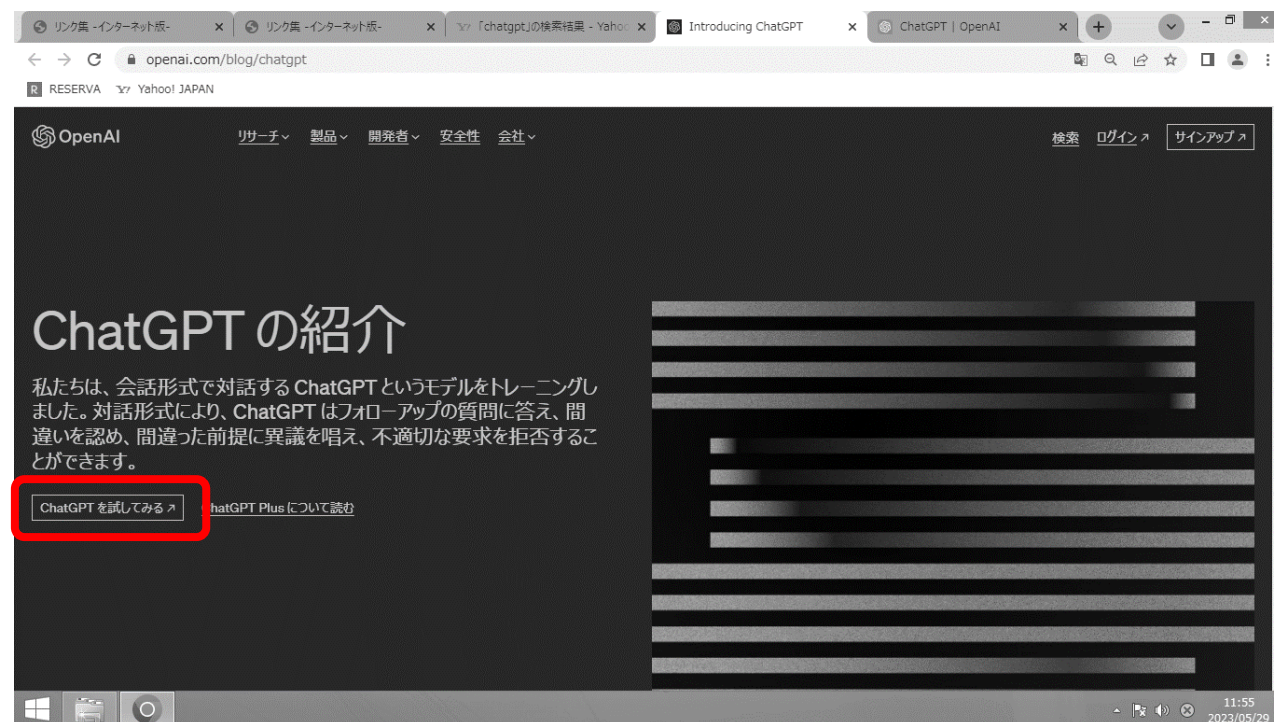 リンク集 -インターネット版-
リンク集 -インターネット版-
「chatgpt」の検索結果 - Yahoo
Introducing ChatGPT
ChatGPT | OpenAI
openai.com/blog/chatgpt
RESERVA
Yahoo! JAPAN
OpenAI
リサーチ
製品
開発者
安全性
会社
検索
ログイン
サインアップ
ChatGPT の紹介
私たちは、会話形式で対話する ChatGPT というモデルをトレーニングし
ました。対話形式により、ChatGPT はフォローアップの質問に答え、間
違いを認め、間違った前提に異議を唱え、不適切な要求を拒否するこ
とができます。
ChatGPT を試してみる
hatGPT Plus について読む
11:55
2023/05/29